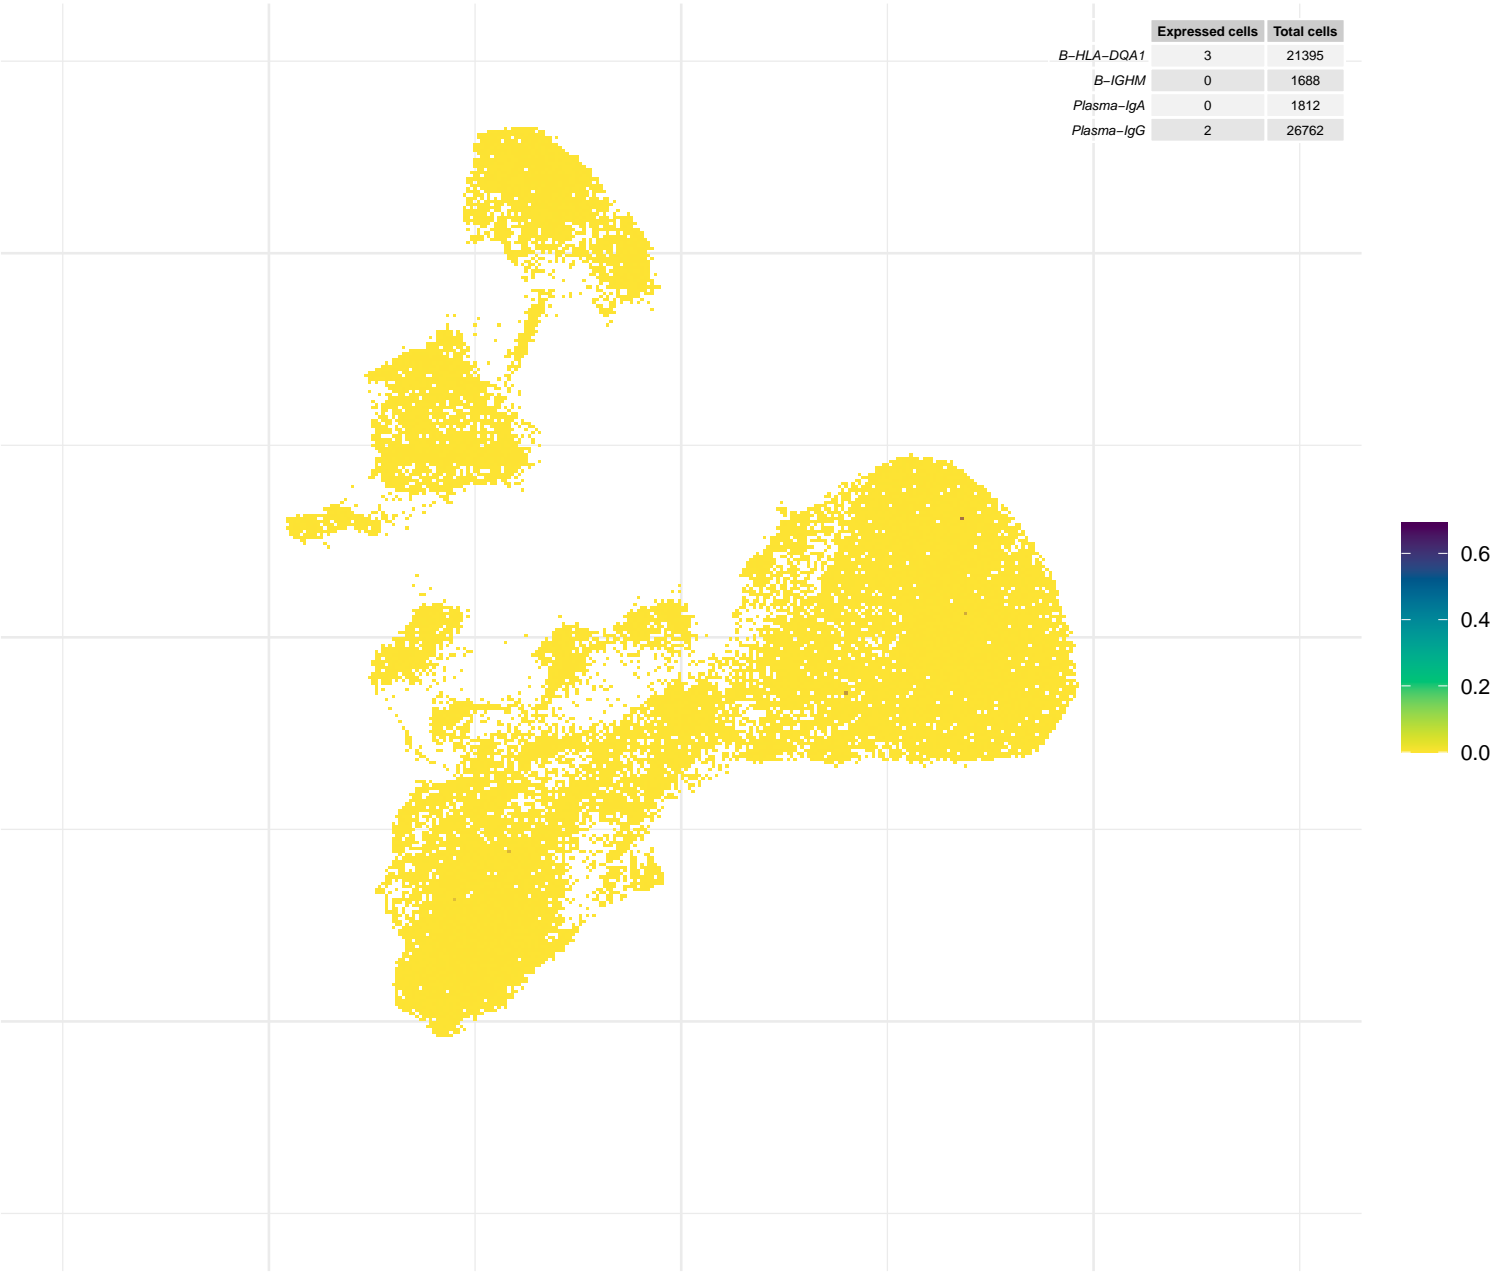 Expressed cells Total cells
B−HLA−DQA1 3 21395
B−IGHM 0 1688
Plasma−IgA 0 1812
Plasma−IgG 2 26762
0.6
0.4
0.2
0.0